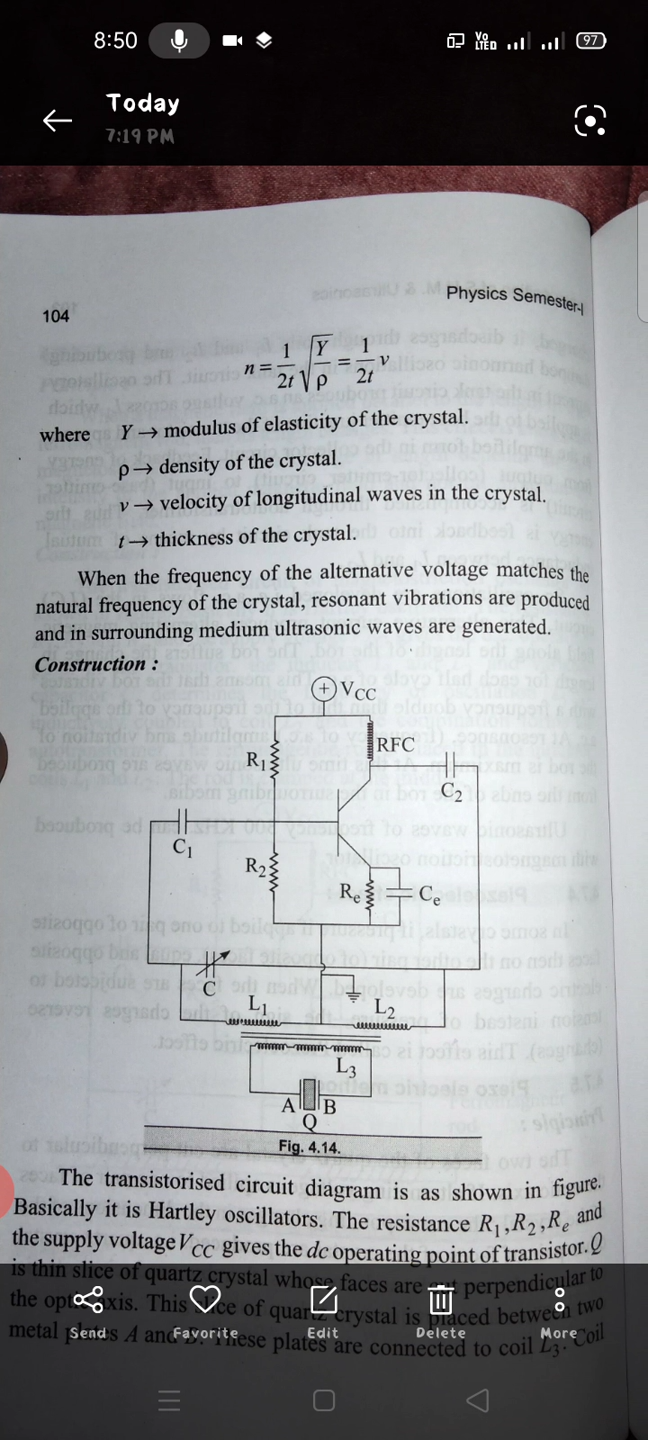 8:50
Vo
LTED
97
Today
7:19 PM
104
Physics Semester-I
n = 1/2t √Y/ρ = 1/2t v
where Y → modulus of elasticity of the crystal.
ρ → density of the crystal.
v → velocity of longitudinal waves in the crystal.
t → thickness of the crystal.
When the frequency of the alternative voltage matches the
natural frequency of the crystal, resonant vibrations are produced
and in surrounding medium ultrasonic waves are generated.
Construction :
+ VCC
RFC
R1
C2
C1
R2
Re
Ce
C
L1
L2
L3
A B
Q
Fig. 4.14.
The transistorised circuit diagram is as shown in figure.
Basically it is Hartley oscillators. The resistance R1, R2, Re and
the supply voltage VCC gives the dc operating point of transistor. Q
is thin slice of quartz crystal whose faces are perpendicular to
the axis. This of quartz crystal is placed between two
metal A and These plates are connected to coil L3. Coil
Send
Favorite
Edit
Delete
More